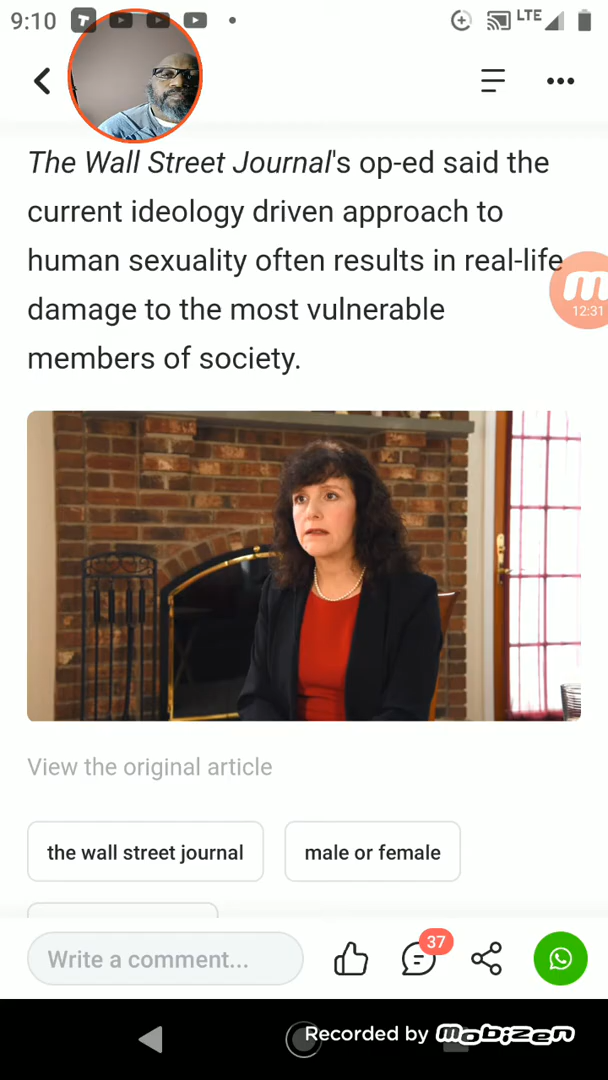 9:10
LTE
The Wall Street Journal's op-ed said the
current ideology driven approach to
human sexuality often results in real-life
damage to the most vulnerable
members of society.
12:31
View the original article
the wall street journal
male or female
Write a comment...
37
Recorded by mobizen